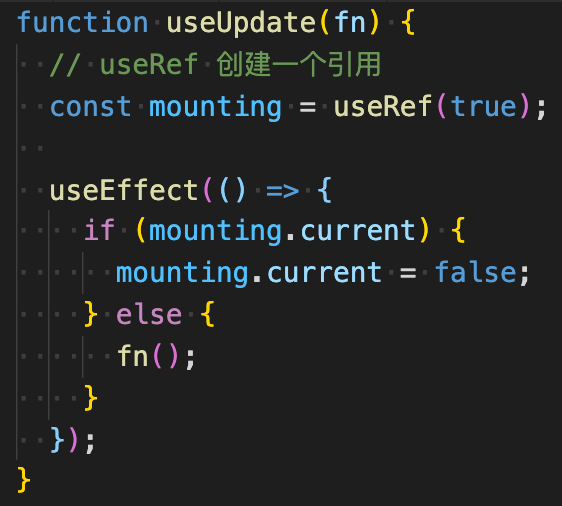 function useUpdate(fn) {
  // useRef 创建一个引用
  const mounting = useRef(true);
  useEffect(() => {
    if (mounting.current) {
      mounting.current = false;
    } else {
      fn();
    }
  });
}